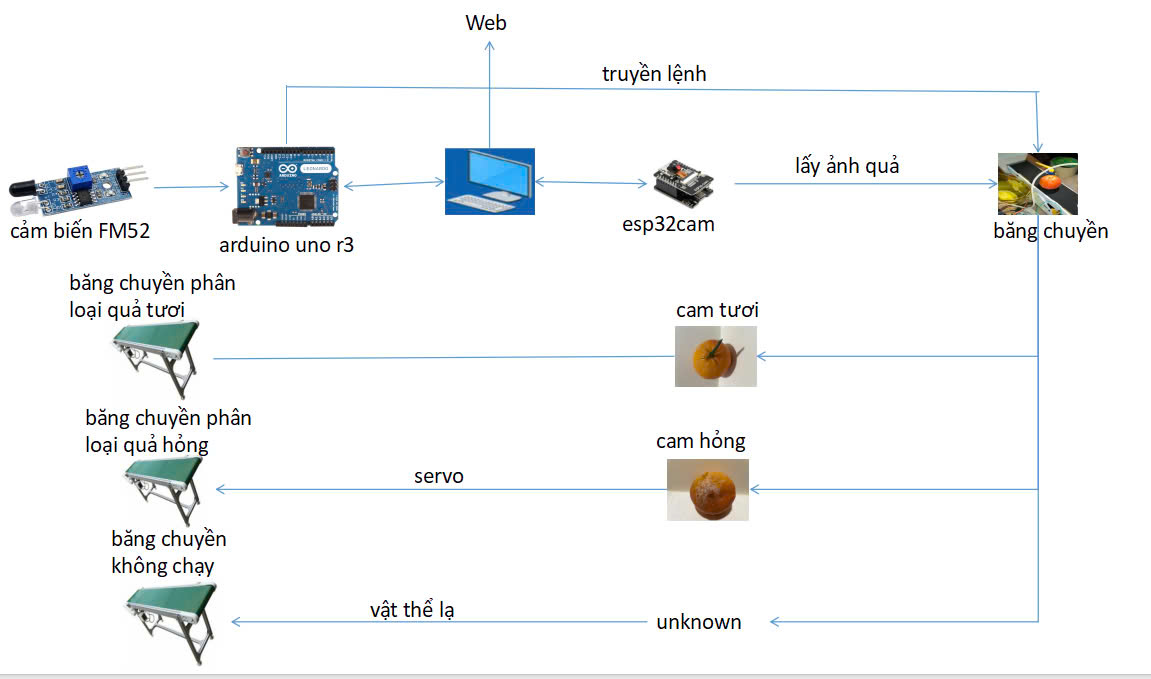 Web
truyền lệnh
lấy ảnh quả
cảm biến FM52
LEONARDO
ARDUINO
arduino uno r3
esp32cam
băng chuyền
băng chuyền phân
loại quả tươi
cam tươi
băng chuyền phân
loại quả hỏng
cam hỏng
servo
băng chuyền
không chạy
vật thể lạ
unknown